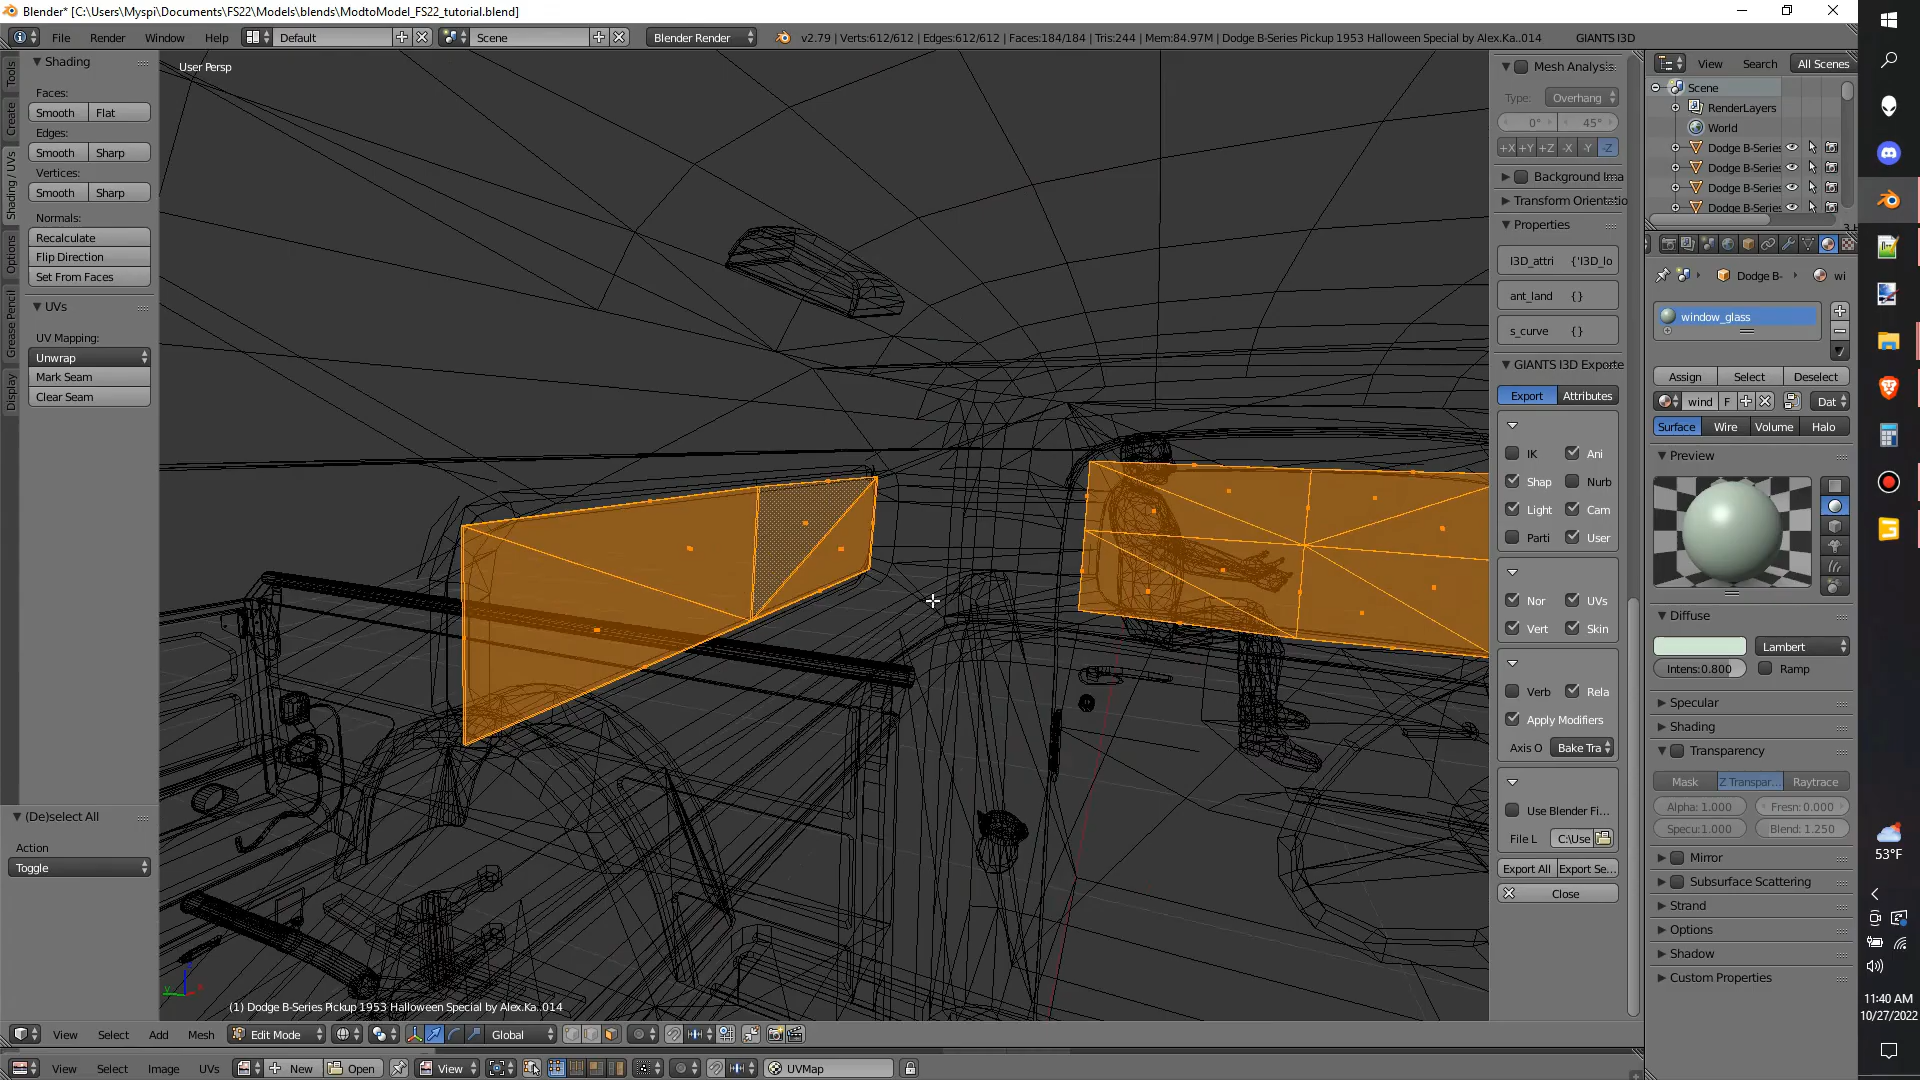 Blender* [C:\Users\Myspi\Documents\FS22\Models\blends\ModtoModel_FS22_tutorial.blend]
File Render Window Help Default Scene Blender Render v2.79 | Verts:612/612 | Edges:612/612 | Faces:184/184 | Tris:244 | Mem:84.97M | Dodge B-Series Pickup 1953 Halloween Special by Alex.Ka..014 GIANTS I3D
Tools
Create
Shading / UVs
Options
Grease Pencil
Display
Shading
Faces:
Smooth Flat
Edges:
Smooth Sharp
Vertices:
Smooth Sharp
Normals:
Recalculate
Flip Direction
Set From Faces
UVs
UV Mapping:
Unwrap
Mark Seam
Clear Seam
(De)select All
Action
Toggle
User Persp
(1) Dodge B-Series Pickup 1953 Halloween Special by Alex.Ka..014
Mesh Analysis
Type: Overhang
0° 45°
+X +Y +Z -X -Y -Z
Background Ima
Transform Orientatio
Properties
I3D_attri {'I3D_lo
ant_land {}
s_curve {}
GIANTS I3D Exporte
Export Attributes
IK Ani
Shap Nurb
Light Cam
Parti User
Nor UVs
Vert Skin
Verb Rela
Apply Modifiers
Axis O Bake Tra
Use Blender Fi...
File L C:\Use
Export All Export Se...
Close
View Search All Scenes
Scene
RenderLayers
World
Dodge B-Series
Dodge B-Series
Dodge B-Series
Dodge B-Series
Dodge B- wi
window_glass
Assign Select Deselect
wind F Dat
Surface Wire Volume Halo
Preview
Diffuse
Lambert
Intens:0.800 Ramp
Specular
Shading
Transparency
Mask Z Transpar... Raytrace
Alpha: 1.000 Fresn: 0.000
Specu:1.000 Blend: 1.250
Mirror
Subsurface Scattering
Strand
Options
Shadow
Custom Properties
53°F
11:40 AM
10/27/2022
View Select Add Mesh Edit Mode Global
View Select Image UVs New Open View UVMap